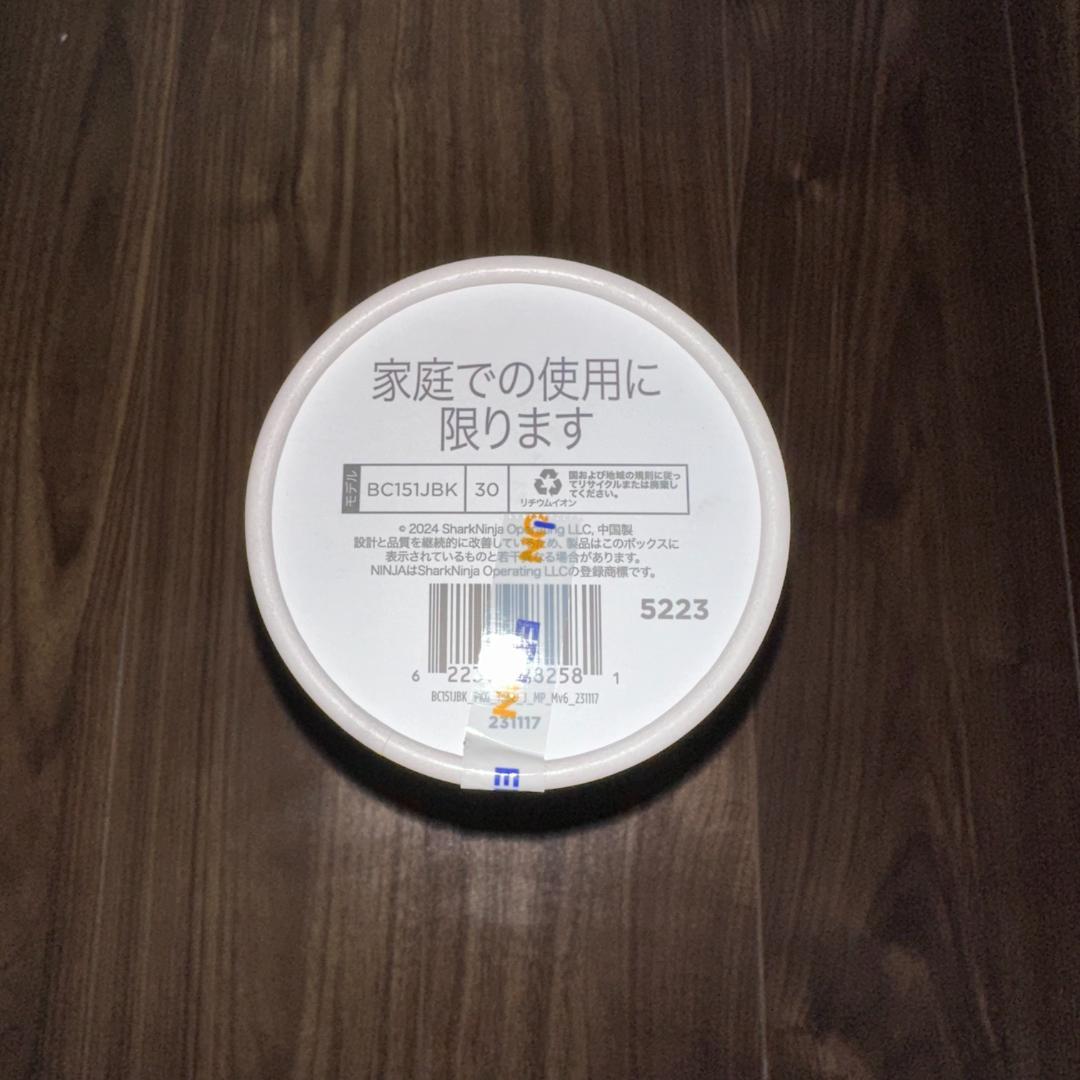 家庭での使用に
限ります
モデル
BC151JBK
30
国および地域の規則に従っ
てリサイクルまたは廃棄し
てください。
リチウムイオン
© 2024 SharkNinja Operating LLC, 中国製
設計と品質を継続的に改善しているため、製品はこのボックスに
表示されているものと若干異なる場合があります。
NINJAはSharkNinja Operating LLCの登録商標です。
5223
6 22 8258 1
BC151JBK MP_Mv6_231117
231117
E